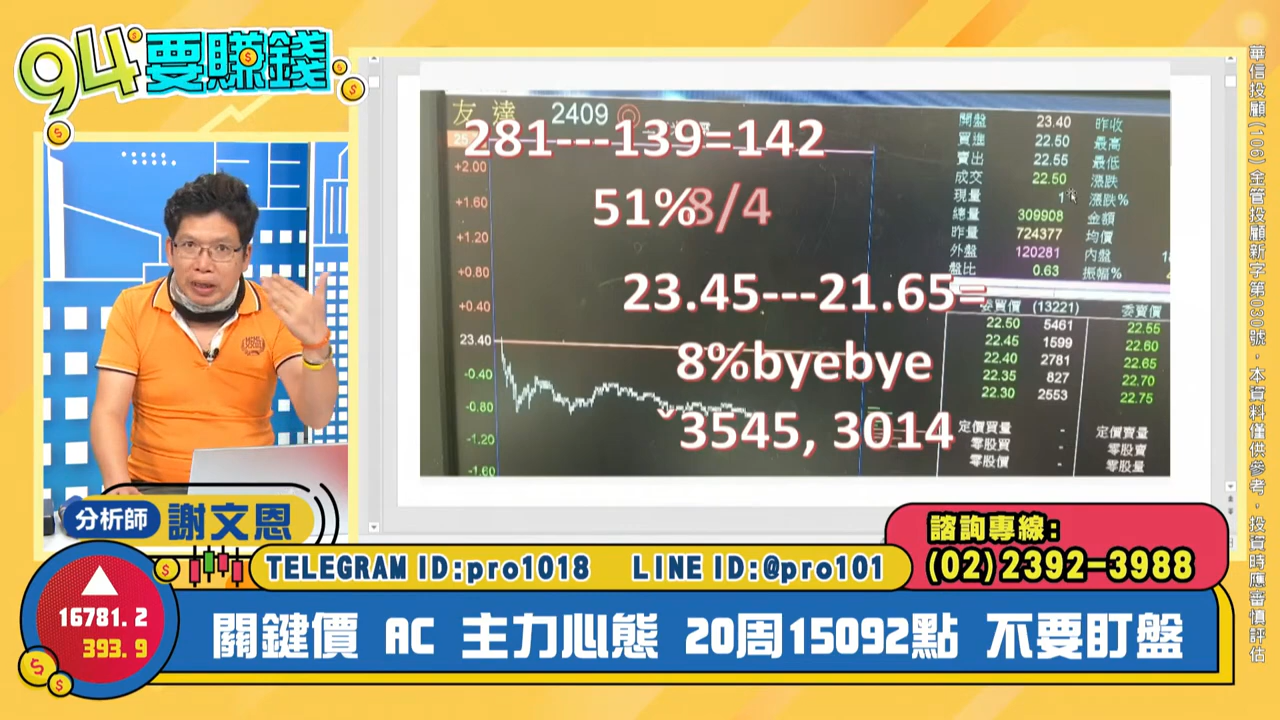 94要賺錢
友達 2409
281---139=142
51%
8/4
23.45---21.65=
8%byebye
ˇ3545, 3014
+2.00
+1.60
+1.20
+0.80
+0.40
23.40
-0.40
-0.80
-1.20
-1.60
開盤 23.40 昨收
買進 22.50 最高
賣出 22.55 最低
成交 22.50 漲跌
現量 1 漲跌%
總量 309908 金額
昨量 724377 均價
外盤 120281 內盤
盤比 0.63 振幅%
委買價 (13221) 委賣價
22.50 5461 22.55
22.45 1599 22.60
22.40 2781 22.65
22.35 827 22.70
22.30 2553 22.75
定價買量 - 定價賣量
零股買 - 零股賣
零股價 - 零股量
分析師 謝文恩
諮詢專線:
(02)2392-3988
TELEGRAM ID:pro1018 LINE ID:@pro101
16781.2
393.9
關鍵價 AC 主力心態 20周15092點 不要盯盤
華信投顧(106)金管投顧新字第030號,本資料僅供參考,投資時應審慎評估